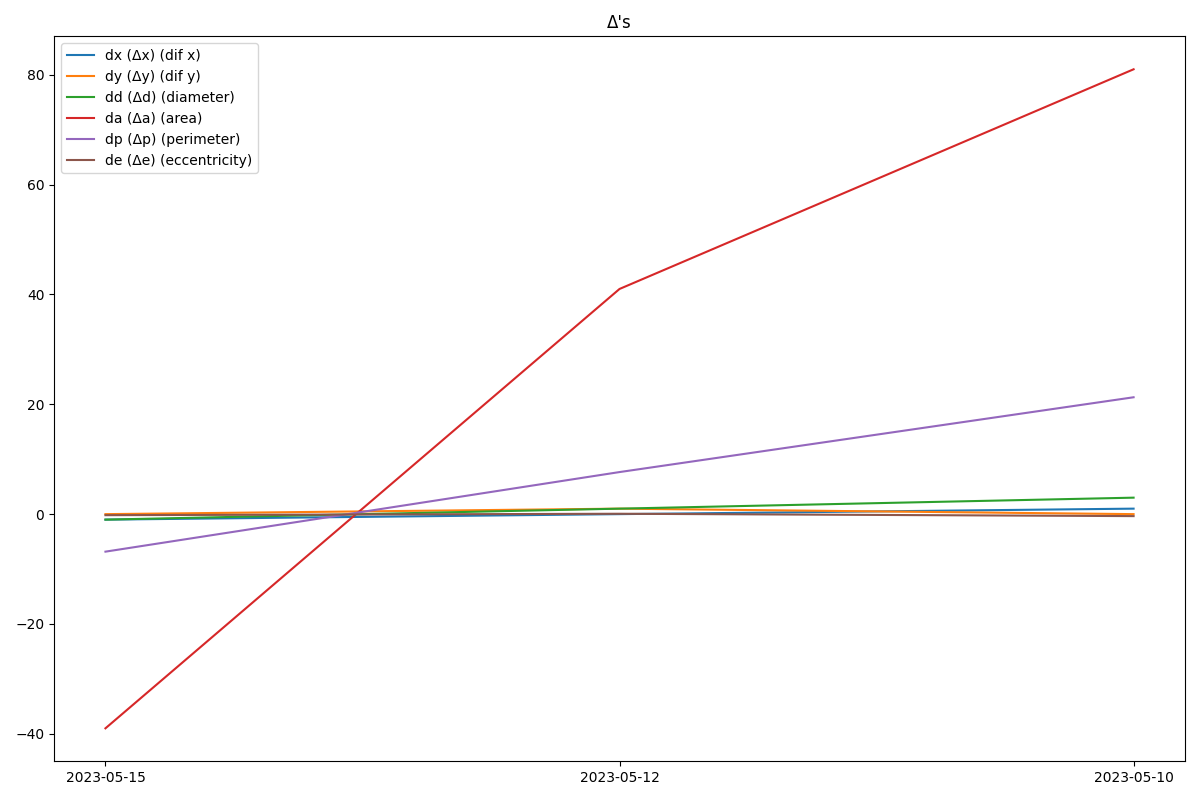 Δ's
dx (Δx) (dif x)
dy (Δy) (dif y)
dd (Δd) (diameter)
da (Δa) (area)
dp (Δp) (perimeter)
de (Δe) (eccentricity)
80
60
40
20
0
−20
−40
2023-05-15 2023-05-12 2023-05-10